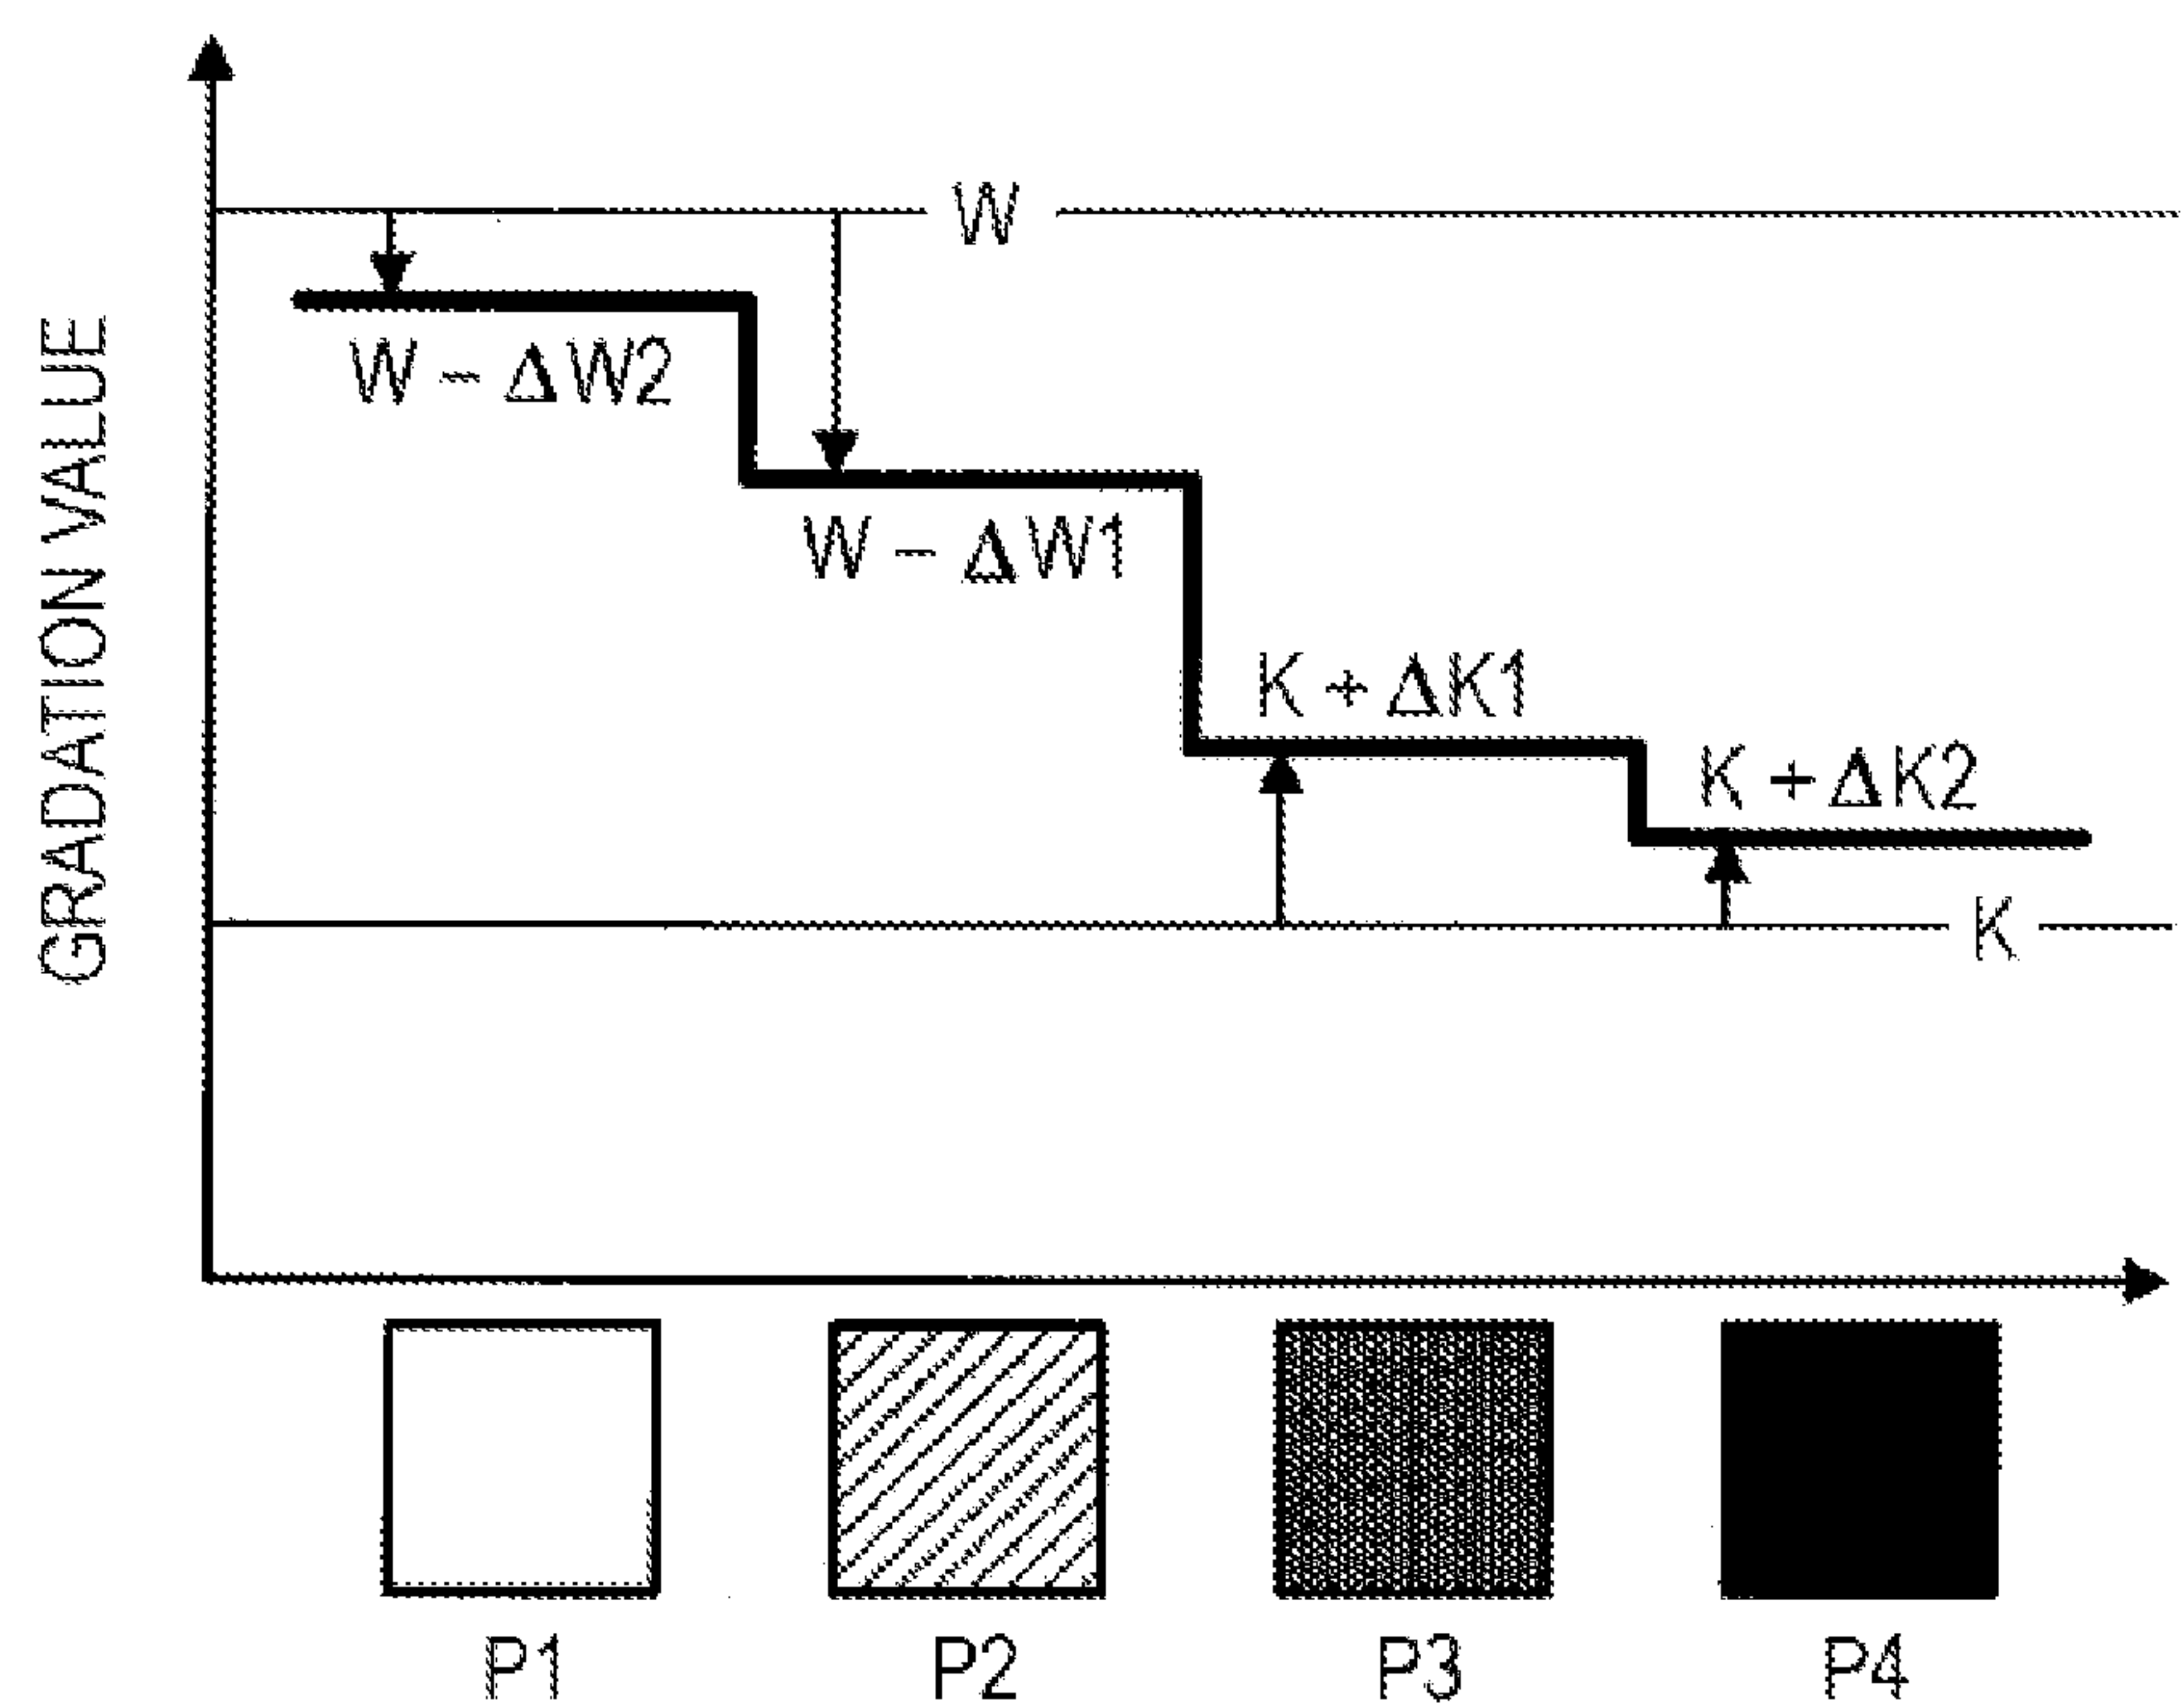 GRADATION VALUE
W
W - ΔW2
W - ΔW1
K + ΔK1
K + ΔK2
K
P1 P2 P3 P4